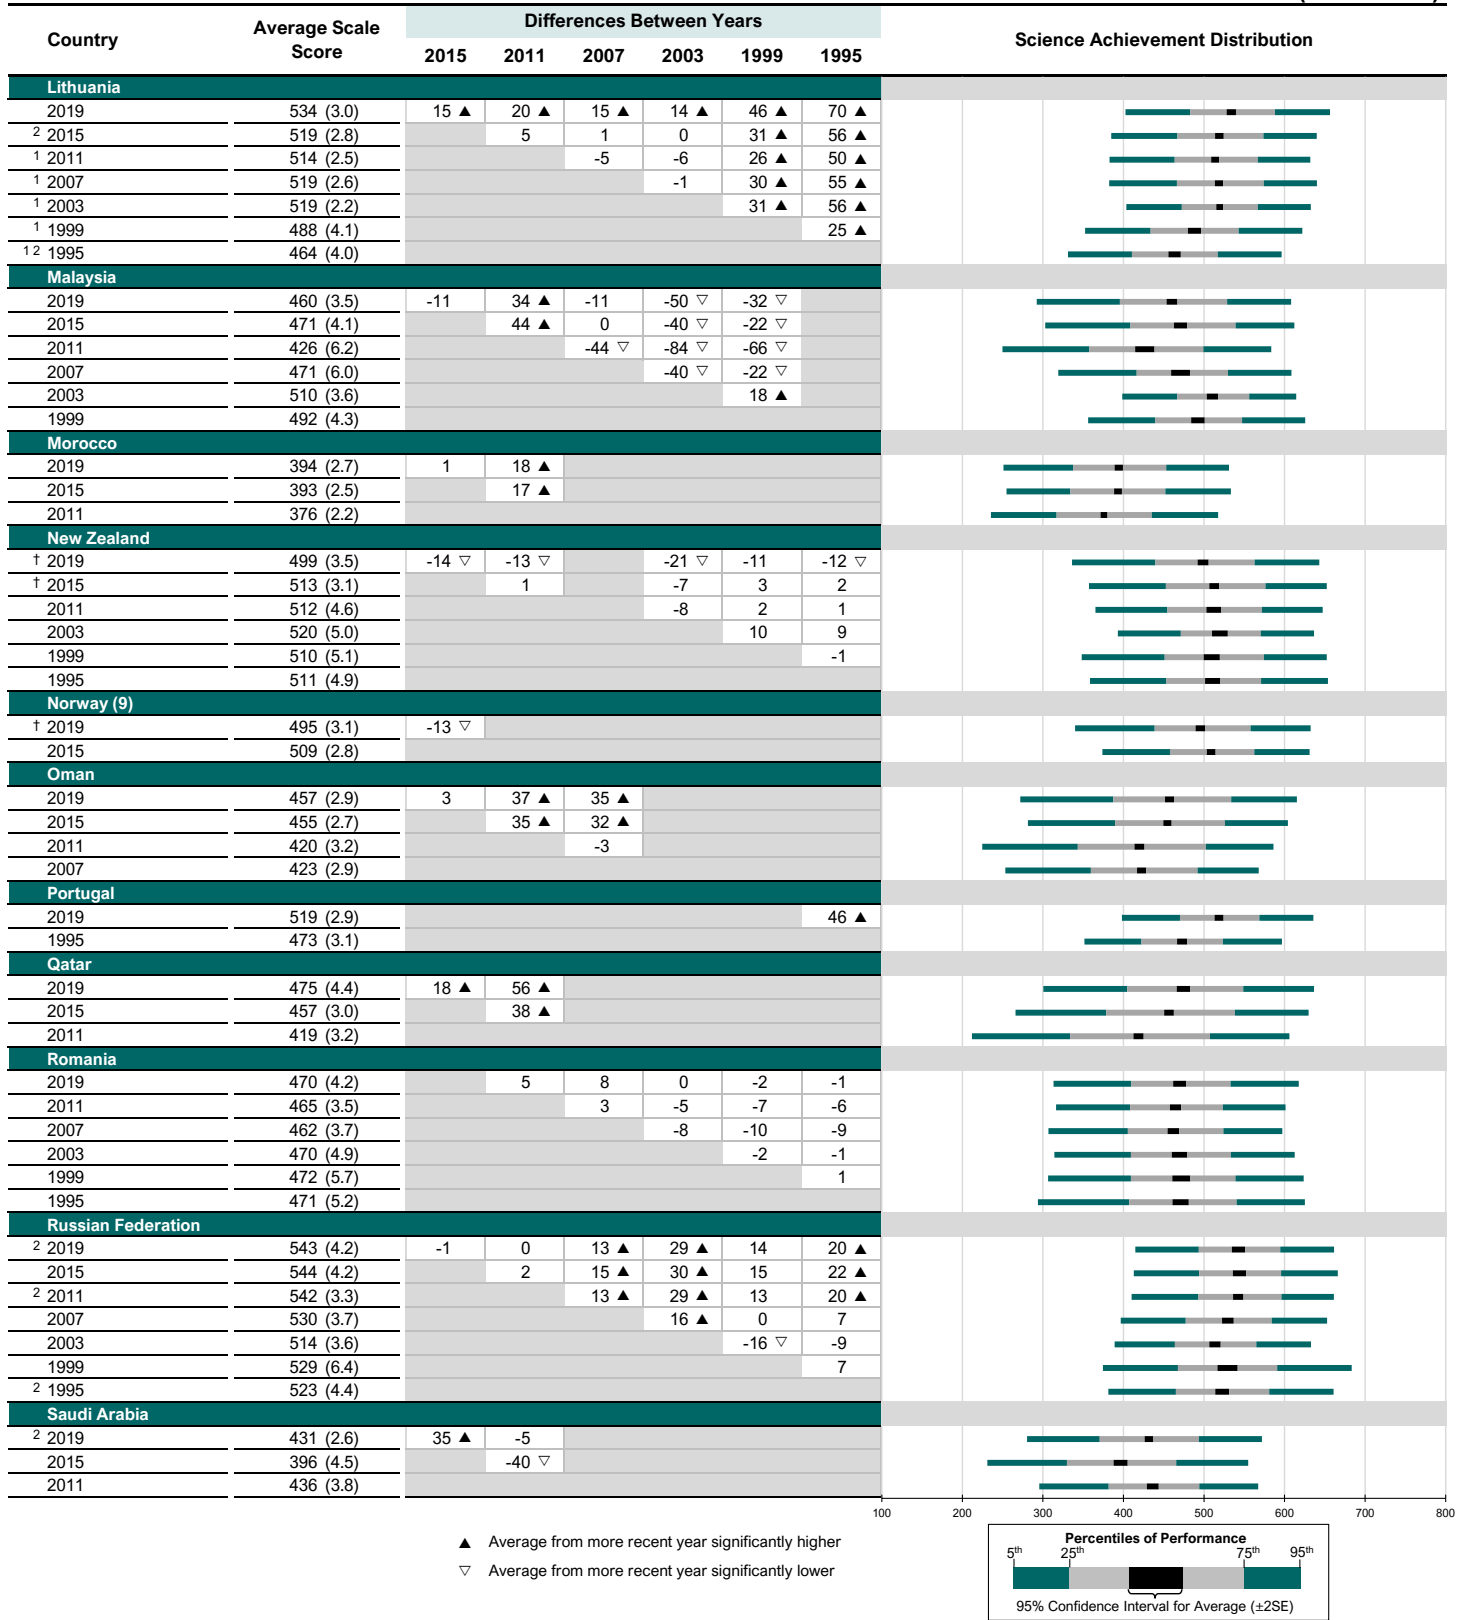 Differences Between Years
Country Average Scale Score Science Achievement Distribution
2015 2011 2007 2003 1999 1995
Lithuania
2019 534 (3.0) 15 ▲ 20 ▲ 15 ▲ 14 ▲ 46 ▲ 70 ▲
2 2015 519 (2.8) 5 1 0 31 ▲ 56 ▲
1 2011 514 (2.5) -5 -6 26 ▲ 50 ▲
1 2007 519 (2.6) -1 30 ▲ 55 ▲
1 2003 519 (2.2) 31 ▲ 56 ▲
1 1999 488 (4.1) 25 ▲
1 2 1995 464 (4.0)
Malaysia
2019 460 (3.5) -11 34 ▲ -11 -50 ▽ -32 ▽
2015 471 (4.1) 44 ▲ 0 -40 ▽ -22 ▽
2011 426 (6.2) -44 ▽ -84 ▽ -66 ▽
2007 471 (6.0) -40 ▽ -22 ▽
2003 510 (3.6) 18 ▲
1999 492 (4.3)
Morocco
2019 394 (2.7) 1 18 ▲
2015 393 (2.5) 17 ▲
2011 376 (2.2)
New Zealand
† 2019 499 (3.5) -14 ▽ -13 ▽ -21 ▽ -11 -12 ▽
† 2015 513 (3.1) 1 -7 3 2
2011 512 (4.6) -8 2 1
2003 520 (5.0) 10 9
1999 510 (5.1) -1
1995 511 (4.9)
Norway (9)
† 2019 495 (3.1) -13 ▽
2015 509 (2.8)
Oman
2019 457 (2.9) 3 37 ▲ 35 ▲
2015 455 (2.7) 35 ▲ 32 ▲
2011 420 (3.2) -3
2007 423 (2.9)
Portugal
2019 519 (2.9) 46 ▲
1995 473 (3.1)
Qatar
2019 475 (4.4) 18 ▲ 56 ▲
2015 457 (3.0) 38 ▲
2011 419 (3.2)
Romania
2019 470 (4.2) 5 8 0 -2 -1
2011 465 (3.5) 3 -5 -7 -6
2007 462 (3.7) -8 -10 -9
2003 470 (4.9) -2 -1
1999 472 (5.7) 1
1995 471 (5.2)
Russian Federation
2 2019 543 (4.2) -1 0 13 ▲ 29 ▲ 14 20 ▲
2015 544 (4.2) 2 15 ▲ 30 ▲ 15 22 ▲
2 2011 542 (3.3) 13 ▲ 29 ▲ 13 20 ▲
2007 530 (3.7) 16 ▲ 0 7
2003 514 (3.6) -16 ▽ -9
1999 529 (6.4) 7
2 1995 523 (4.4)
Saudi Arabia
2 2019 431 (2.6) 35 ▲ -5
2015 396 (4.5) -40 ▽
2011 436 (3.8)
100 200 300 400 500 600 700 800
▲ Average from more recent year significantly higher
▽ Average from more recent year significantly lower
Percentiles of Performance
5th 25th 75th 95th
95% Confidence Interval for Average (±2SE)